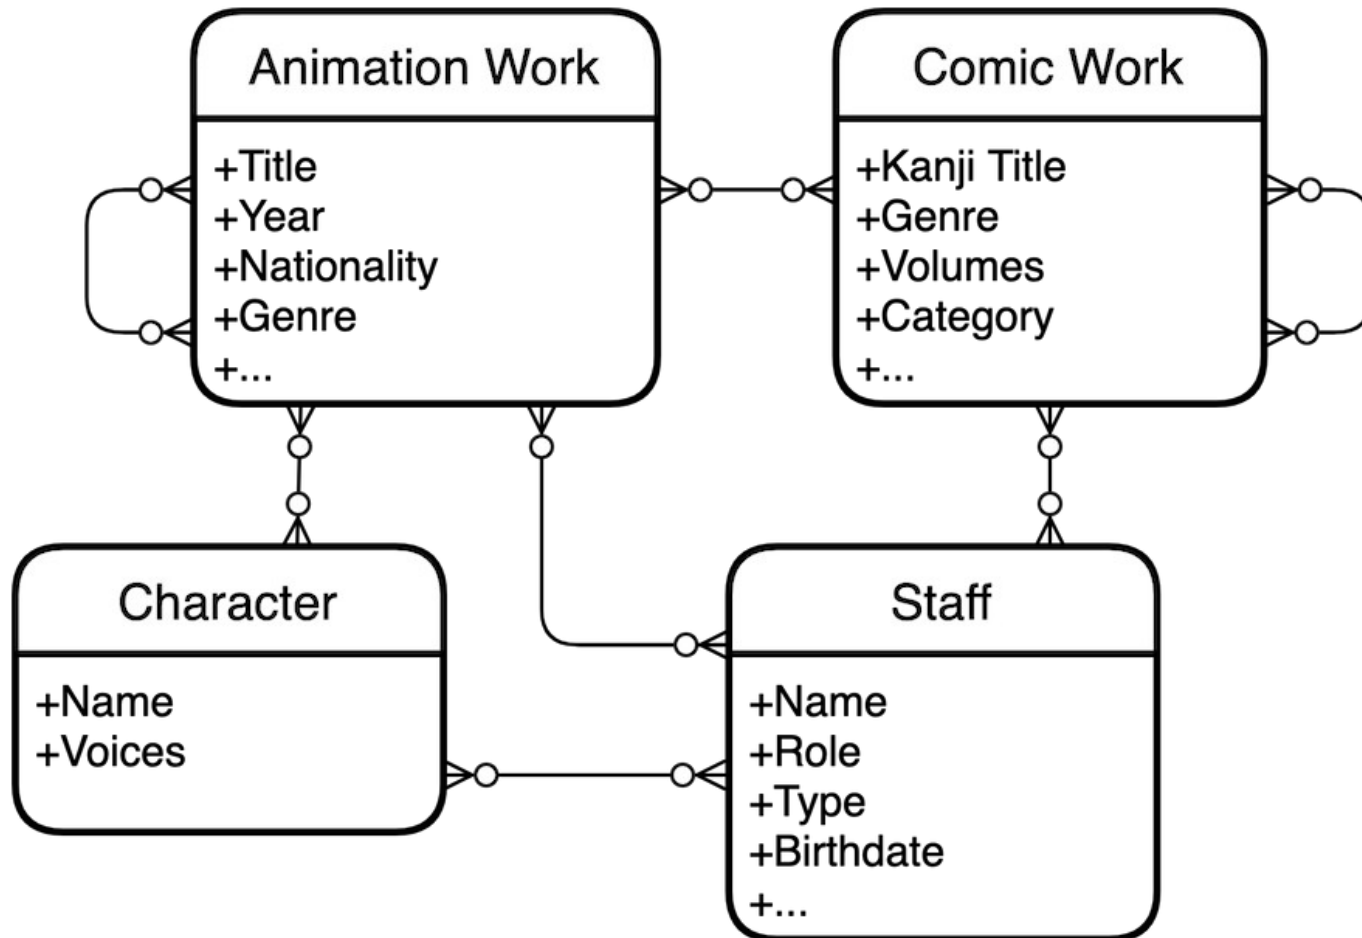 Animation Work
+Title
+Year
+Nationality
+Genre
+...
Comic Work
+Kanji Title
+Genre
+Volumes
+Category
+...
Character
+Name
+Voices
Staff
+Name
+Role
+Type
+Birthdate
+...